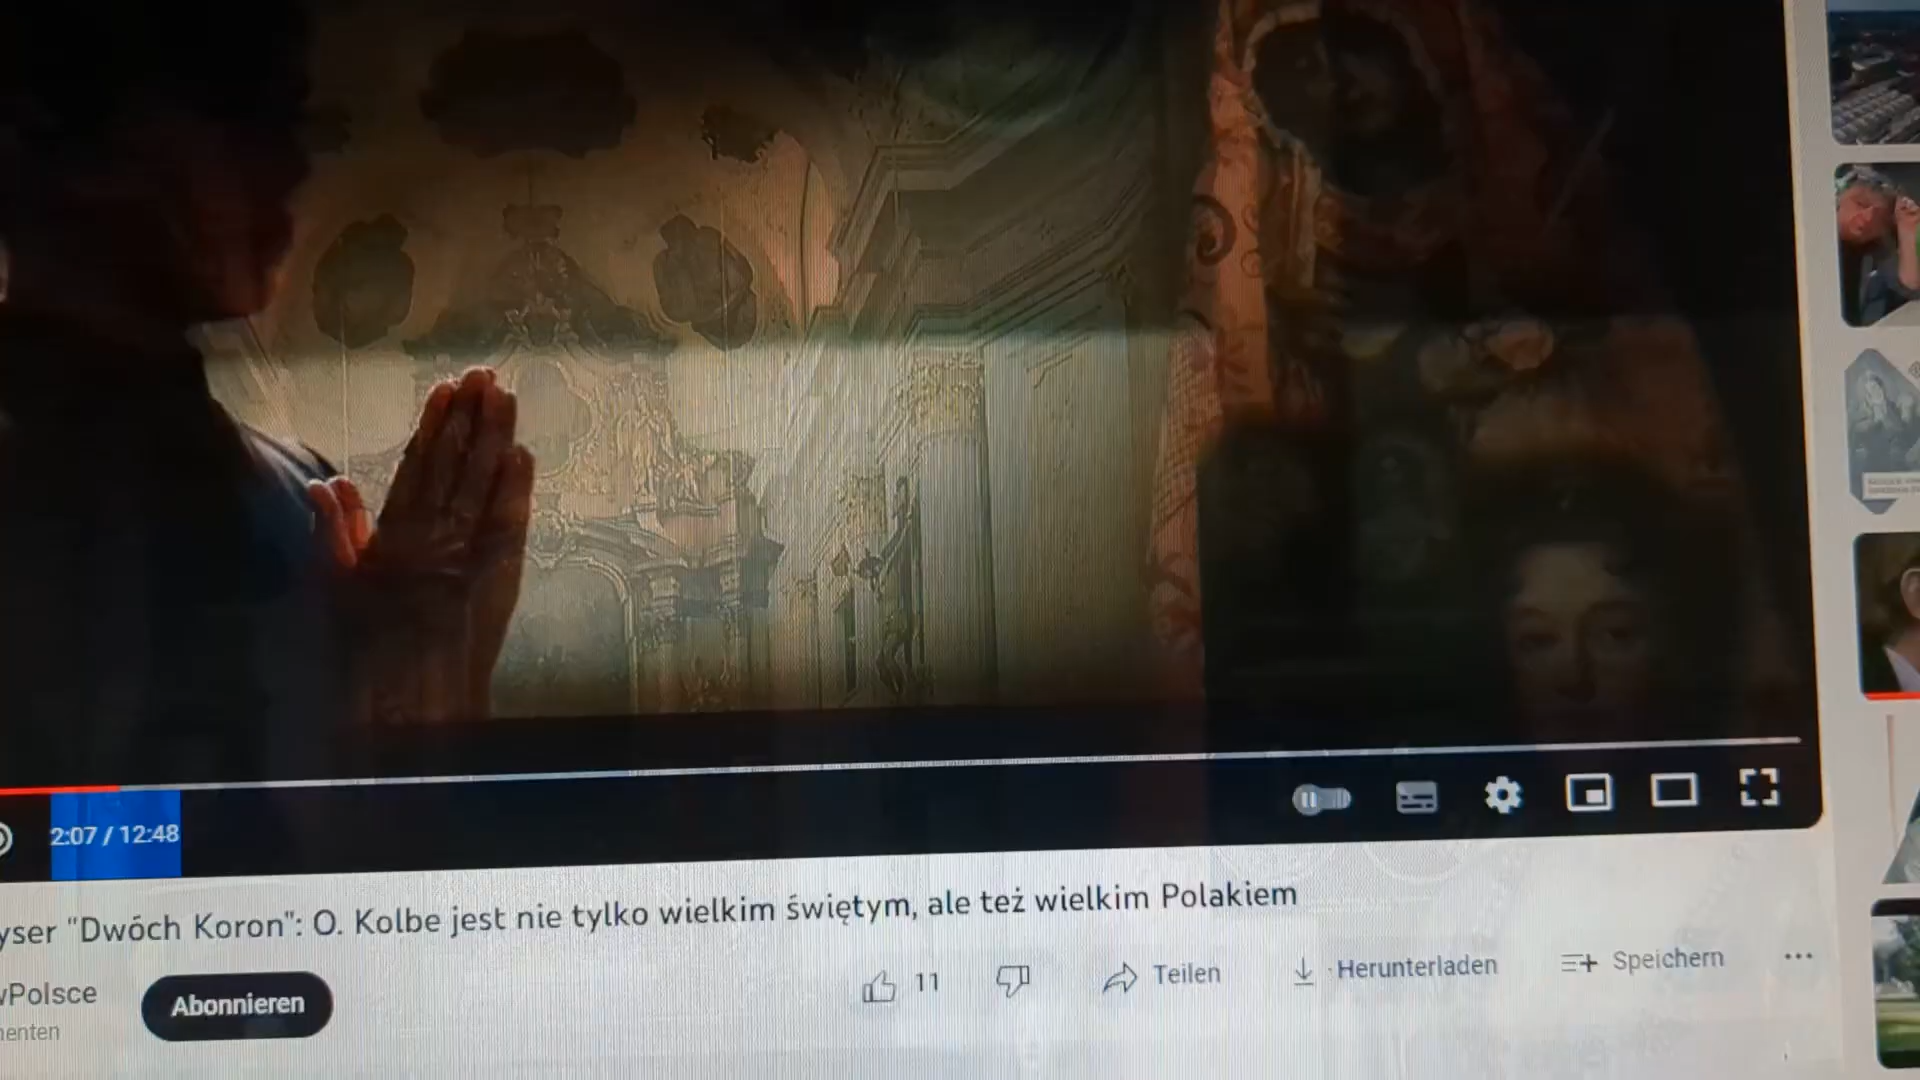 2:07 / 12:48
yser "Dwóch Koron": O. Kolbe jest nie tylko wielkim świętym, ale też wielkim Polakiem
vPolsce
Abonnieren
11
Teilen
Herunterladen
Speichern
nenten